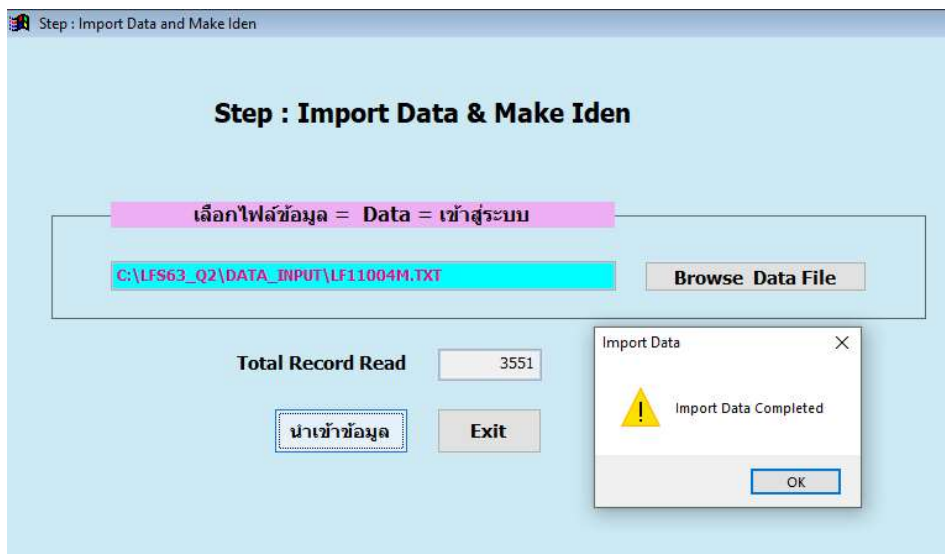 Step : Import Data and Make Iden
Step : Import Data & Make Iden
เลือกไฟล์ข้อมูล = Data = เข้าสู่ระบบ
C:\LFS63_Q2\DATA_INPUT\LF11004M.TXT
Browse Data File
Total Record Read 3551
นำเข้าข้อมูล Exit
Import Data
Import Data Completed
OK